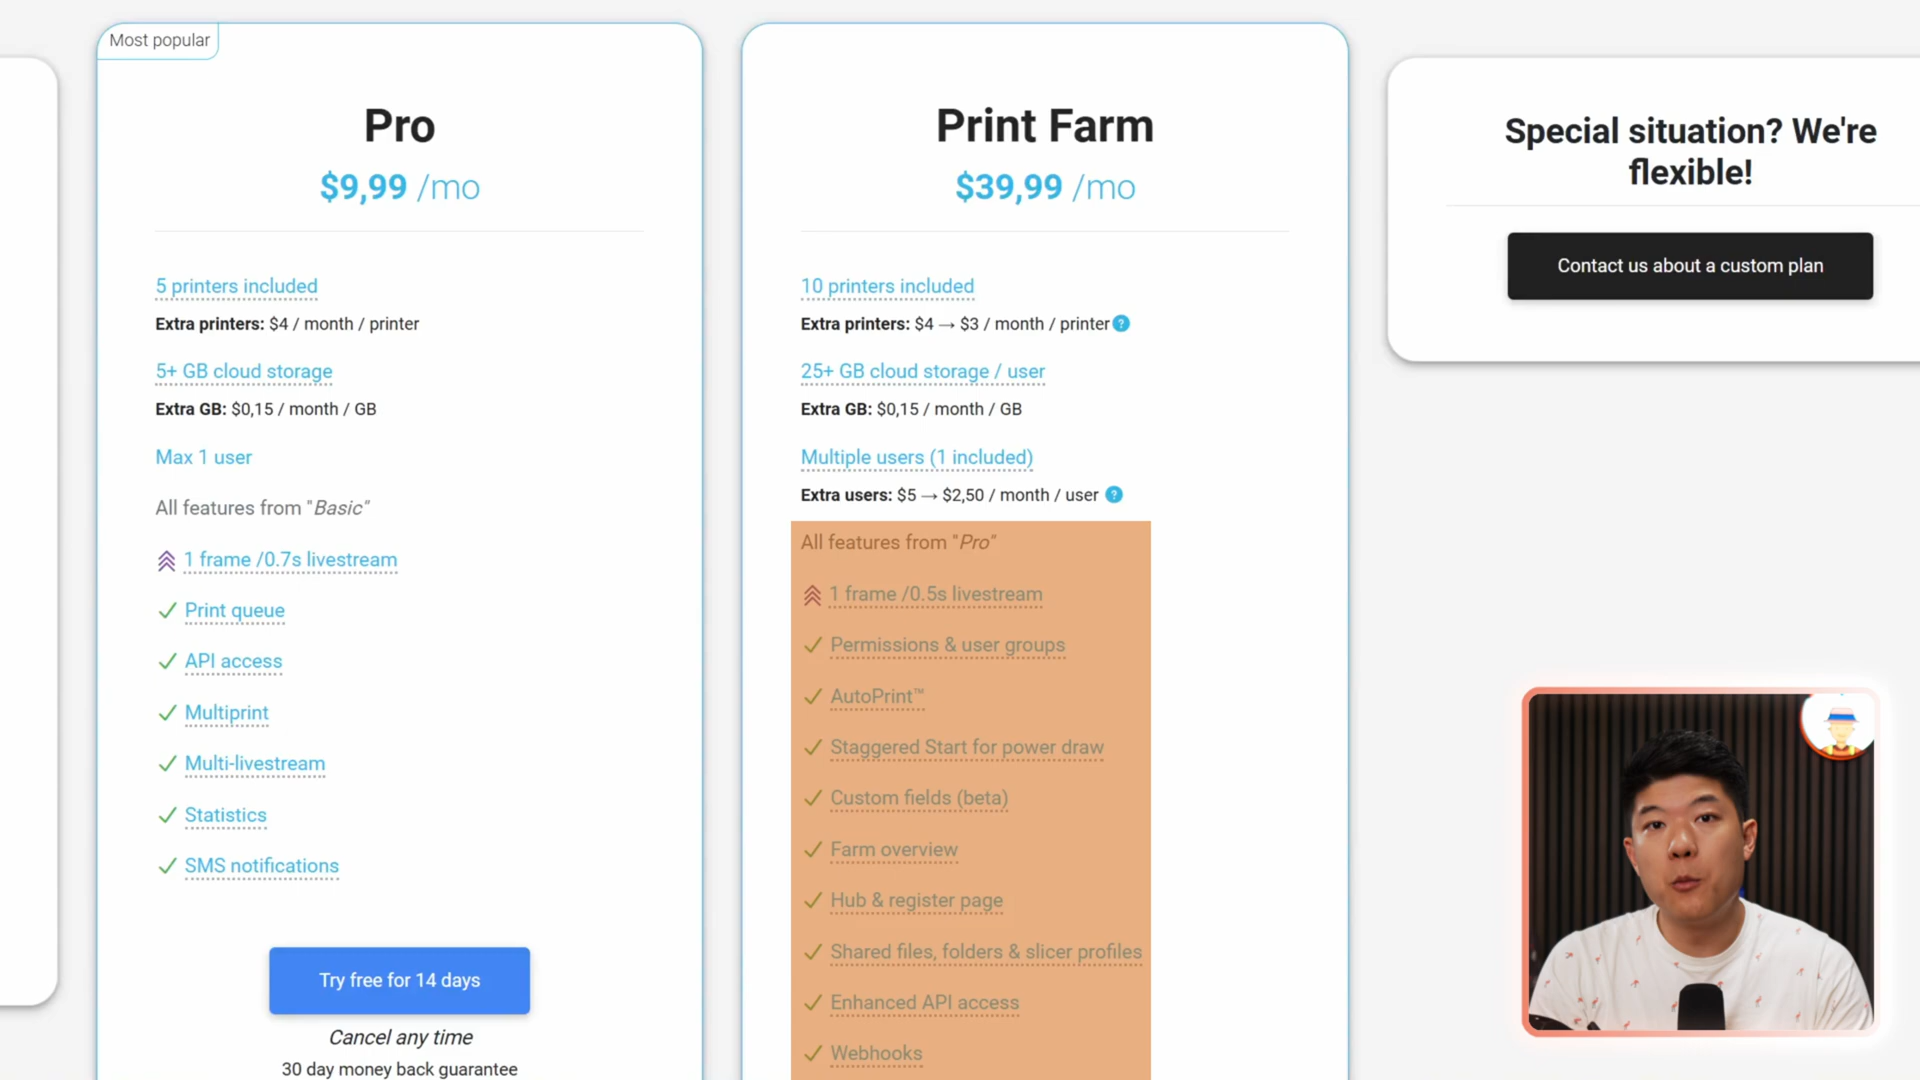 Most popular
Pro
$9,99 /mo
5 printers included
Extra printers: $4 / month / printer
5+ GB cloud storage
Extra GB: $0,15 / month / GB
Max 1 user
All features from "Basic"
1 frame /0.7s livestream
Print queue
API access
Multiprint
Multi-livestream
Statistics
SMS notifications
Try free for 14 days
Cancel any time
30 day money back guarantee
Print Farm
$39,99 /mo
10 printers included
Extra printers: $4 → $3 / month / printer ?
25+ GB cloud storage / user
Extra GB: $0,15 / month / GB
Multiple users (1 included)
Extra users: $5 → $2,50 / month / user ?
All features from "Pro"
1 frame /0.5s livestream
Permissions & user groups
AutoPrint™
Staggered Start for power draw
Custom fields (beta)
Farm overview
Hub & register page
Shared files, folders & slicer profiles
Enhanced API access
Webhooks
Special situation? We're
flexible!
Contact us about a custom plan